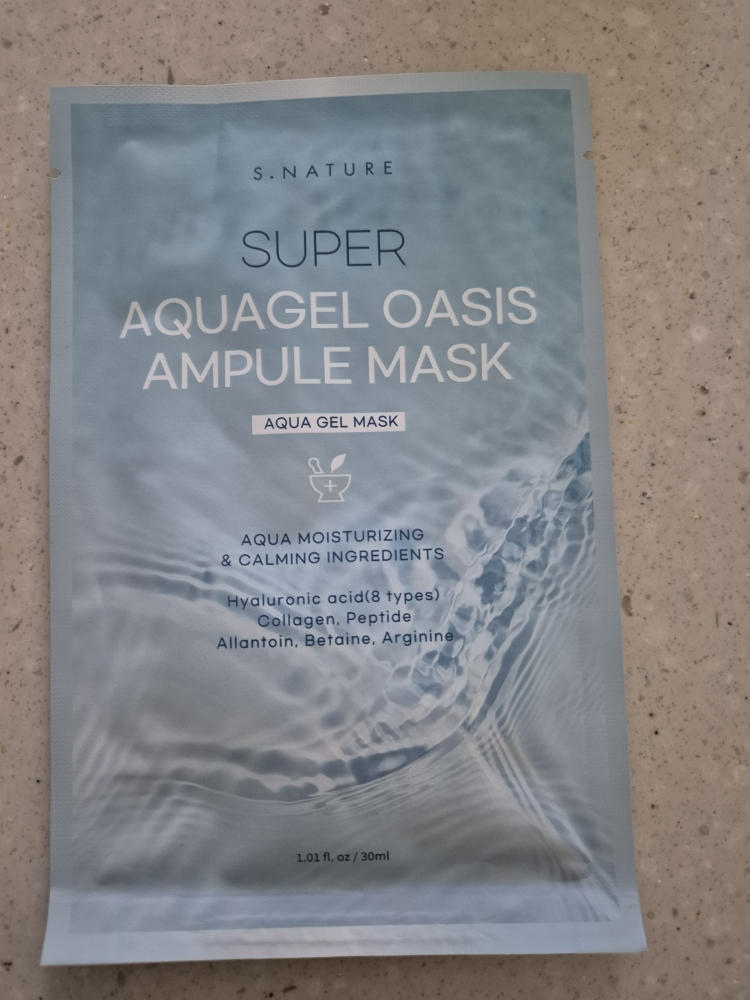 S.NATURE
SUPER
AQUAGEL OASIS
AMPULE MASK
AQUA GEL MASK
AQUA MOISTURIZING
& CALMING INGREDIENTS
Hyaluronic acid(8 types)
Collagen, Peptide
Allantoin, Betaine, Arginine
1.01 fl. oz / 30ml